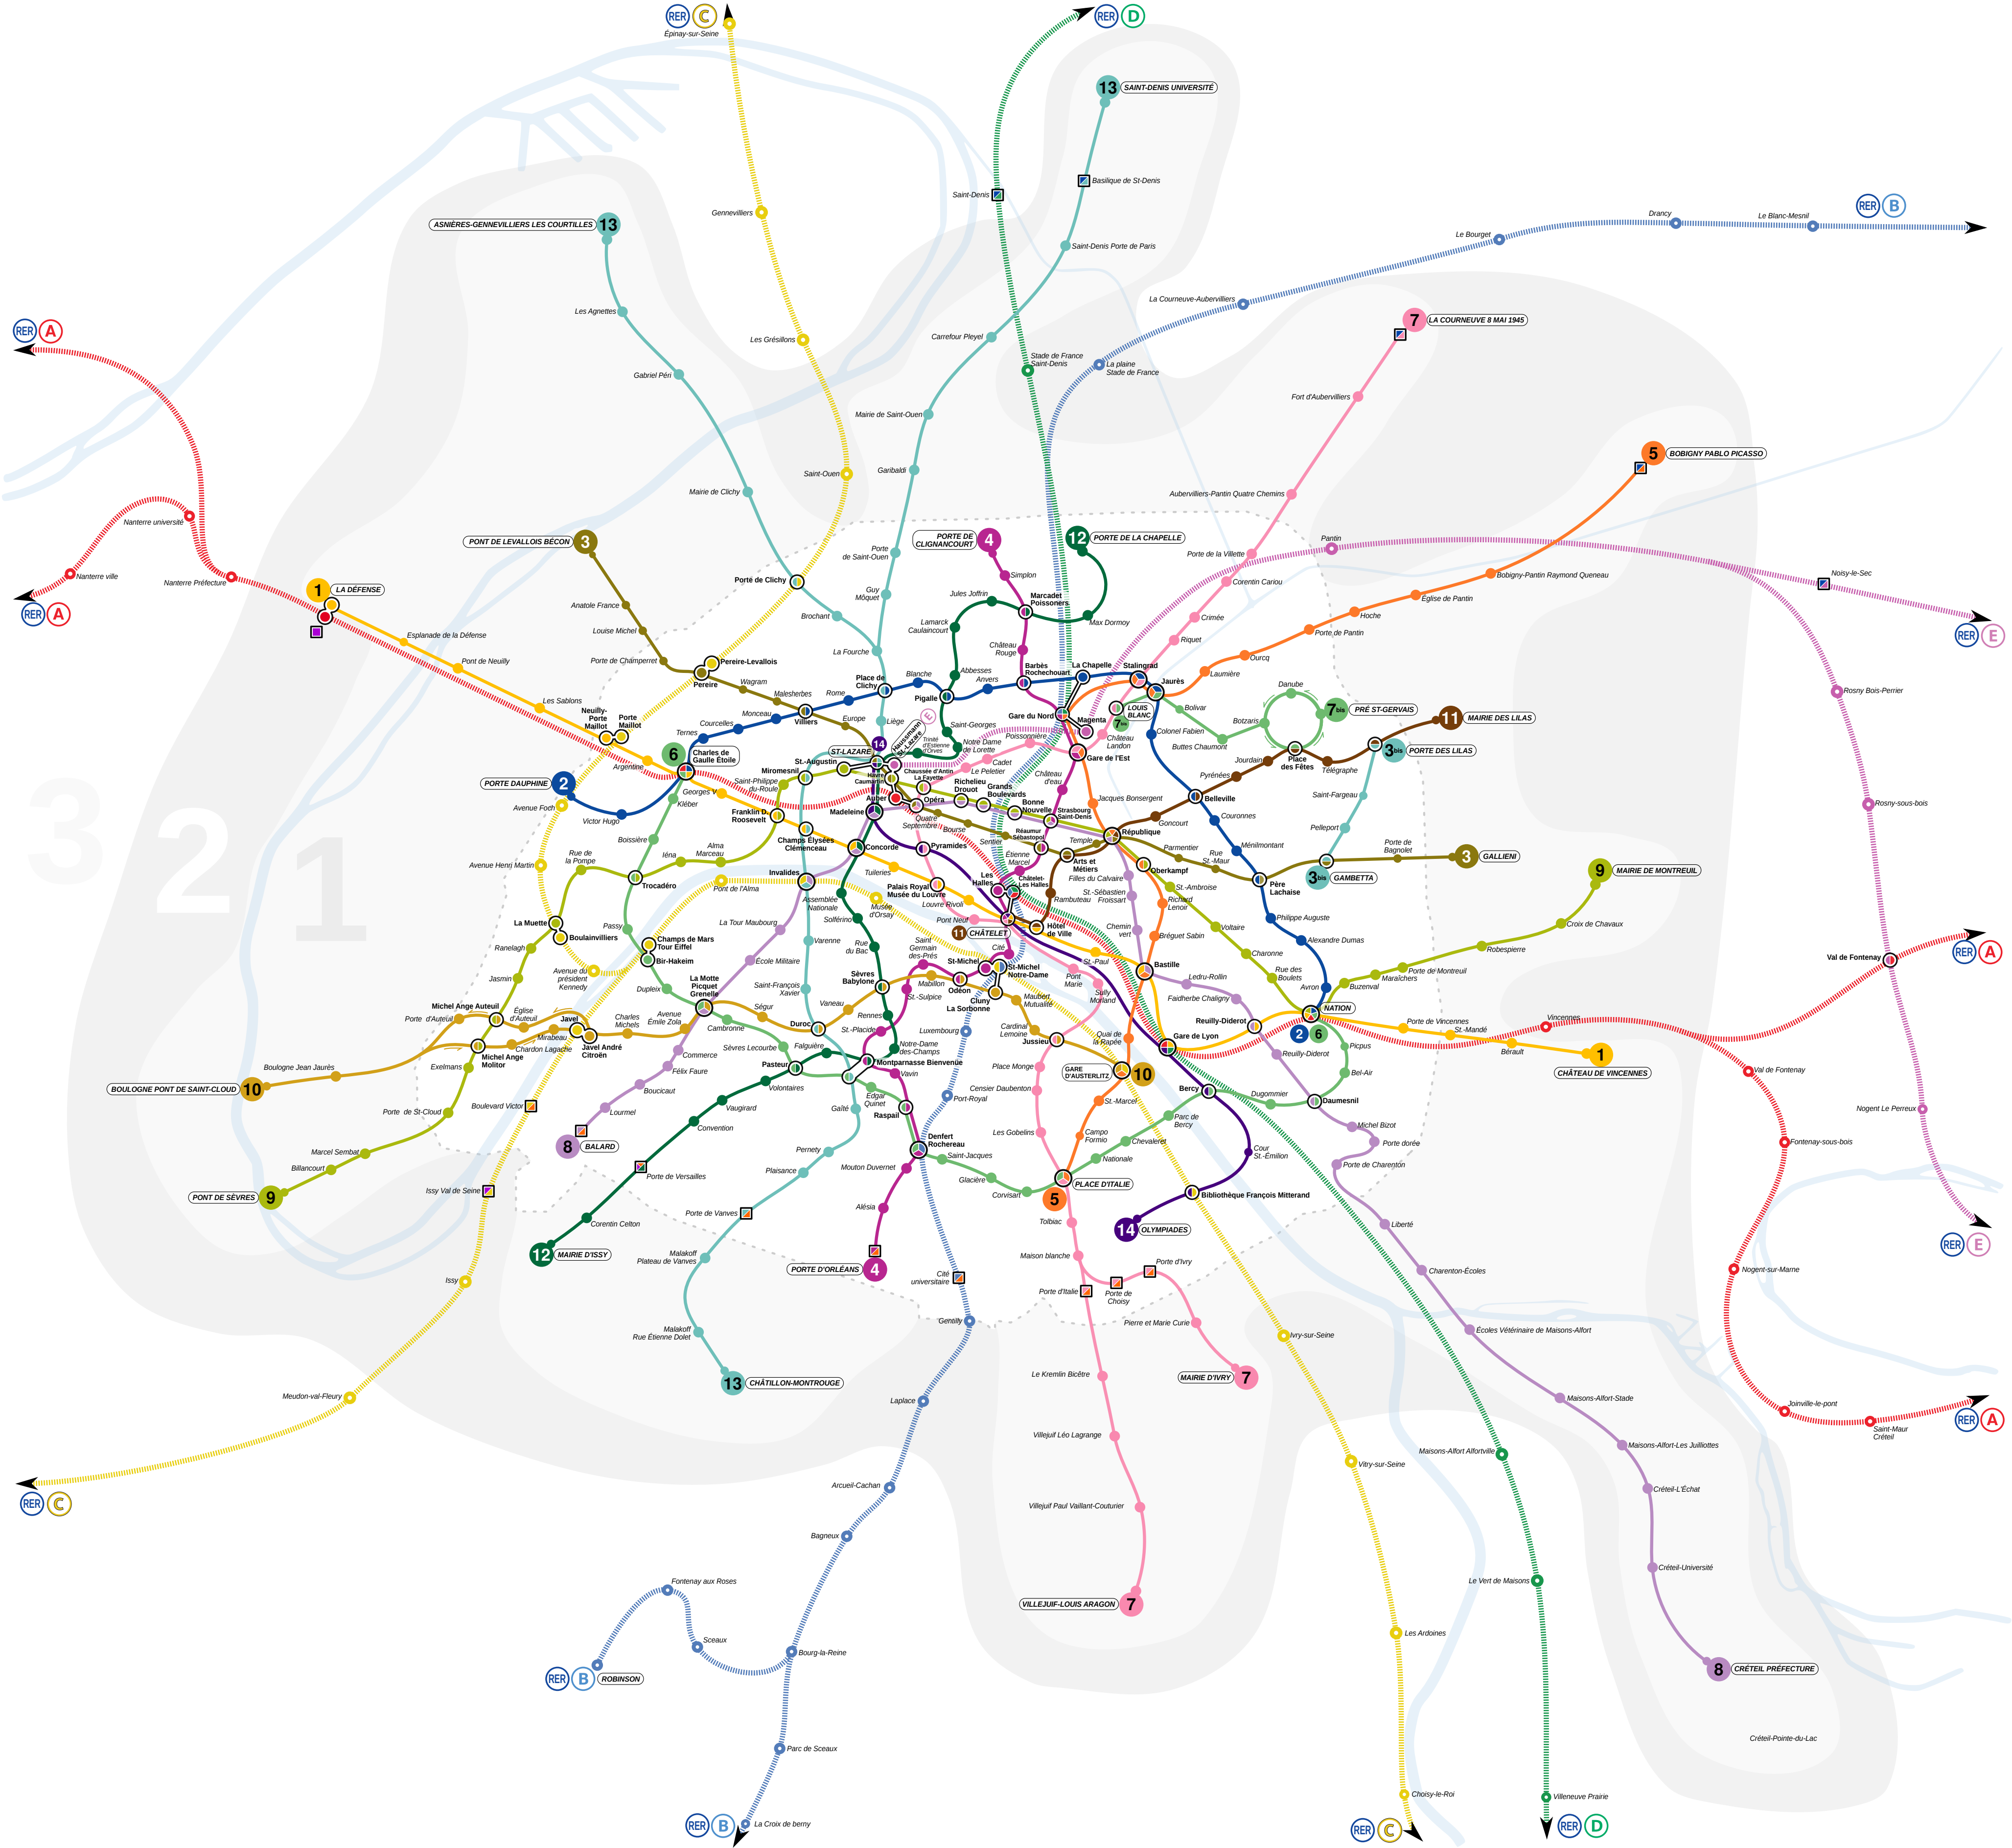 RER C
Épinay-sur-Seine
RER D
13 SAINT-DENIS UNIVERSITÉ
Saint-Denis
Basilique de St-Denis
Gennevilliers
ASNIÈRES-GENNEVILLIERS LES COURTILLES 13
Saint-Denis Porte de Paris
RER B
Drancy
Le Blanc-Mesnil
Le Bourget
La Courneuve-Aubervilliers
7 LA COURNEUVE 8 MAI 1945
Les Agnettes
RER A
Les Grésillons
Carrefour Pleyel
Stade de France
Saint-Denis
La plaine
Stade de France
Gabriel Péri
Fort d'Aubervilliers
Mairie de Saint-Ouen
5 BOBIGNY PABLO PICASSO
Saint-Ouen
Garibaldi
Mairie de Clichy
Aubervilliers-Pantin Quatre Chemins
Nanterre université
PONT DE LEVALLOIS BÉCON 3
PORTE DE
CLIGNANCOURT 4
12 PORTE DE LA CHAPELLE
Pantin
Porte
de Saint-Ouen
Porte de la Villette
Nanterre ville
Nanterre Préfecture
RER A
1 LA DÉFENSE
Porte de Clichy
Simplon
Corentin Cariou
Bobigny-Pantin Raymond Queneau
Noisy-le-Sec
RER E
Anatole France
Guy
Môquet
Jules Joffrin
Marcadet
Poissoners
Église de Pantin
Hoche
Brochant
Lamarck
Caulaincourt
Max Dormoy
Crimée
Porte de Pantin
Louise Michel
Esplanade de la Défense
Riquet
La Fourche
Château
Rouge
Ourcq
Pont de Neuilly
Porte de Champerret
Pereire-Levallois
Pereire
Wagram
Malesherbes
Rome
Place de
Clichy
Blanche
Pigalle
Abbesses
Anvers
Barbès
Rochechouart
La Chapelle
Stalingrad
Jaurès
Laumière
Danube
Rosny Bois-Perrier
Les Sablons
Neuilly-
Porte
Maillot
Porte
Maillot
Ternes
Courcelles
Monceau
Villiers
Europe
Liège
E
Saint-Georges
Gare du Nord
Magenta
LOUIS
BLANC
7bis
Bolivar
Botzaris
Buttes Chaumont
7bis PRÉ ST-GERVAIS
11 MAIRIE DES LILAS
3bis PORTE DES LILAS
6 Charles de
Gaulle Étoile
Argentine
ST-LAZARE
14
Haussmann
St-Lazare
Trinité
d'Estienne
d'Orves
Notre Dame
de Lorette
Poissonnière
Cadet
Le Peletier
Château
Landon
Gare de l'Est
Colonel Fabien
Jourdain
Place
des Fêtes
Télégraphe
PORTE DAUPHINE 2
Miromesnil
St.-Augustin
Saint-Philippe
du-Roule
Havre
Caumartin
Chaussée d'Antin
La Fayette
Richelieu
Drouot
Grands
Boulevards
Bonne
Nouvelle
Strasbourg
Saint-Denis
Château
d'eau
Jacques Bonsergent
Pyrénées
Belleville
Saint-Fargeau
Rosny-sous-bois
Avenue Foch
Victor Hugo
Kléber
Georges V
Franklin D.
Roosevelt
Madeleine
Auber
Opéra
Quatre
Septembre
Bourse
Sentier
Réaumur
Sébastopol
Temple
République
Goncourt
Couronnes
Pelleport
Boissière
Champs Elysées
Clémenceau
Concorde
Pyramides
Étienne
Marcel
Arts et
Métiers
Parmentier
Rue
St.-Maur
Ménilmontant
Porte de
Bagnolet
3 GALLIENI
3bis GAMBETTA
Père
Lachaise
9 MAIRIE DE MONTREUIL
Avenue Henri Martin
Rue de
la Pompe
Iéna
Alma
Marceau
Trocadéro
Pont de l'Alma
Invalides
Tuileries
Palais Royal
Musée du Louvre
Louvre Rivoli
Les
Halles
Châtelet-
Les Halles
Rambuteau
Filles du Calvaire
St.-Sébastien
Froissart
Oberkampf
St.-Ambroise
Richard
Lenoir
Assemblée
Nationale
Musée
d'Orsay
Pont Neuf
11 CHÂTELET
Hôtel
de Ville
Philippe Auguste
Croix de Chavaux
La Muette
Boulainvilliers
Passy
La Tour Maubourg
Solférino
Chemin
vert
Bréguet Sabin
Voltaire
Alexandre Dumas
Robespierre
Champs de Mars
Tour Eiffel
Bir-Hakeim
Varenne
Rue
du Bac
Saint
Germain
des-Prés
Cité
St-Michel
St-Michel
Notre-Dame
St.-Paul
Charonne
Val de Fontenay
RER A
Ranelagh
École Militaire
Pont
Marie
Bastille
Rue des
Boulets
Porte de Montreuil
Maraîchers
Buzenval
Jasmin
Avenue du
président
Kennedy
Dupleix
La Motte
Picquet
Grenelle
Saint-François
Xavier
Sèvres
Babylone
Mabillon
Odéon
Cluny
La Sorbonne
St.-Sulpice
Maubert
Mutualité
Sully
Morland
Ledru-Rollin
Faidherbe Chaligny
Avron
NATION
2 6
Michel Ange Auteuil
Porte d'Auteuil
Église
d'Auteuil
Javel
Mirabeau
Javel André
Citroën
Charles
Michels
Avenue
Émile Zola
Ségur
Cambronne
Vaneau
Duroc
Rennes
St.-Placide
Luxembourg
Cardinal
Lemoine
Jussieu
Quai de
la Rapée
Gare de Lyon
Reuilly-Diderot
Porte de Vincennes
St.-Mandé
Vincennes
Bérault
1
CHÂTEAU DE VINCENNES
Chardon Lagache
Michel Ange
Molitor
Exelmans
Commerce
Sèvres Lecourbe
Falguière
Pasteur
Notre-Dame
des-Champs
Montparnasse Bienvenüe
Vavin
Place Monge
GARE
D'AUSTERLITZ 10
Reuilly-Diderot
Picpus
Bel-Air
Val de Fontenay
Boulogne Jean Jaurès
BOULOGNE PONT DE SAINT-CLOUD 10
Félix Faure
Boucicaut
Volontaires
Edgar
Quinet
Raspail
Port-Royal
Censier Daubenton
Bercy
Dugommier
Daumesnil
Porte de St-Cloud
Boulevard Victor
Lourmel
Vaugirard
Gaîté
St.-Marcel
Parc de
Bercy
Michel Bizot
Nogent Le Perreux
8 BALARD
Convention
Denfert
Rochereau
Les Gobelins
Campo
Formio
Chevaleret
Cour
St.-Émilion
Porte dorée
Fontenay-sous-bois
Marcel Sembat
Billancourt
Pernety
Plaisance
Mouton Duvernet
Saint-Jacques
Nationale
Porte de Charenton
PONT DE SÈVRES 9
Issy Val de Seine
Porte de Versailles
Glacière
Corvisart
PLACE D'ITALIE
5
Bibliothèque François Mitterand
Corentin Celton
Porte de Vanves
Alésia
Tolbiac
14 OLYMPIADES
Liberté
RER E
12 MAIRIE D'ISSY
Malakoff
Plateau de Vanves
PORTE D'ORLÉANS 4
Cité
universitaire
Maison blanche
Porte d'Ivry
Porte de
Choisy
Porte d'Italie
Charenton-Écoles
Nogent-sur-Marne
Issy
Malakoff
Rue Étienne Dolet
Gentilly
Pierre et Marie Curie
Ivry-sur-Seine
Écoles Vétérinaire de Maisons-Alfort
13 CHÂTILLON-MONTROUGE
Laplace
Le Kremlin Bicêtre
MAIRIE D'IVRY 7
Meudon-val-Fleury
Maisons-Alfort-Stade
Joinville-le-pont
Saint-Maur
Créteil
RER A
Villejuif Léo Lagrange
Maisons-Alfort Alfortville
Maisons-Alfort-Les Juilliottes
Vitry-sur-Seine
RER C
Arcueil-Cachan
Villejuif Paul Vaillant-Couturier
Créteil-L'Échat
Bagneux
Créteil-Université
Fontenay aux Roses
Le Vert de Maisons
VILLEJUIF-LOUIS ARAGON 7
Sceaux
Bourg-la-Reine
Les Ardoines
RER B ROBINSON
8 CRÉTEIL PRÉFECTURE
Parc de Sceaux
Créteil-Pointe-du-Lac
Choisy-le-Roi
Villeneuve Prairie
RER B
La Croix de berny
RER C
RER D
3 2 1